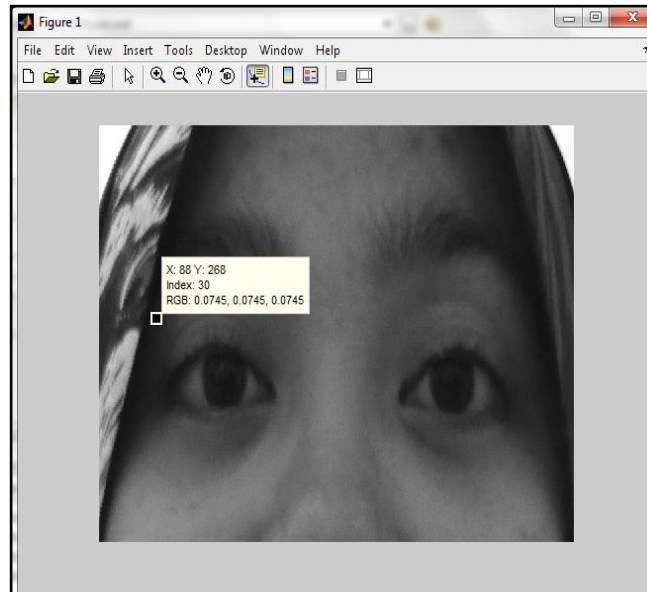 Figure 1
File Edit View Insert Tools Desktop Window Help
X: 88 Y: 268
Index: 30
RGB: 0.0745, 0.0745, 0.0745